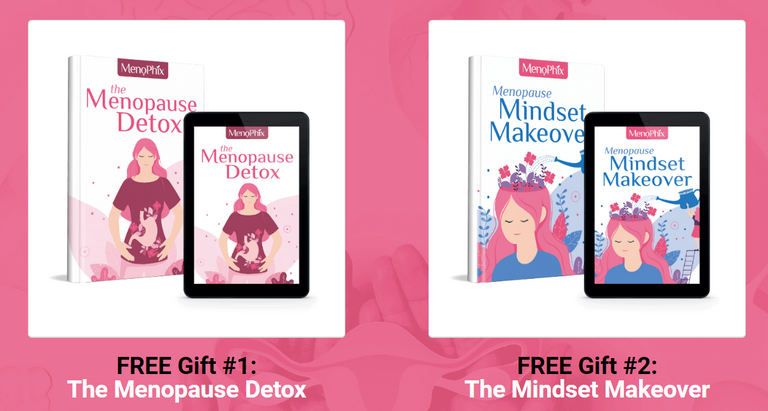 MenoPhix
the
Menopause
Detox
MenoPhix
the
Menopause
Detox
FREE Gift #1:
The Menopause Detox
MenoPhix
Menopause
Mindset
Makeove
MenoPhix
Menopause
Mindset
Makeover
FREE Gift #2:
The Mindset Makeover